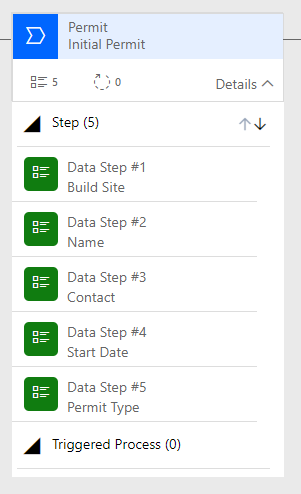 Permit
Initial Permit
5 0 Details
Step (5)
Data Step #1
Build Site
Data Step #2
Name
Data Step #3
Contact
Data Step #4
Start Date
Data Step #5
Permit Type
Triggered Process (0)